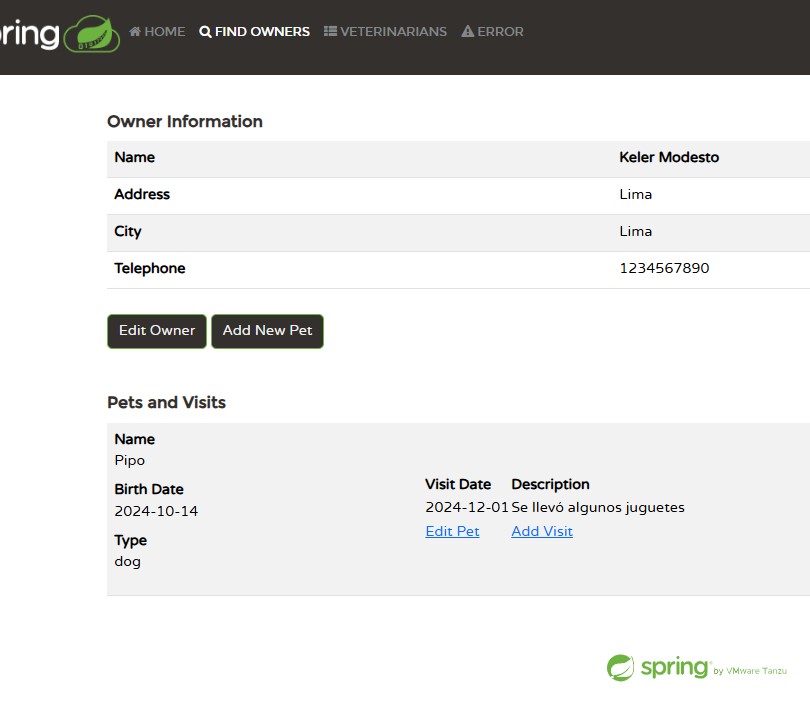 spring HOME FIND OWNERS VETERINARIANS ERROR
Owner Information
Name Keler Modesto
Address Lima
City Lima
Telephone 1234567890
Edit Owner Add New Pet
Pets and Visits
Name
Pipo
Birth Date
2024-10-14
Type
dog
Visit Date Description
2024-12-01 Se llevó algunos juguetes
Edit Pet Add Visit
spring by VMware Tanzu